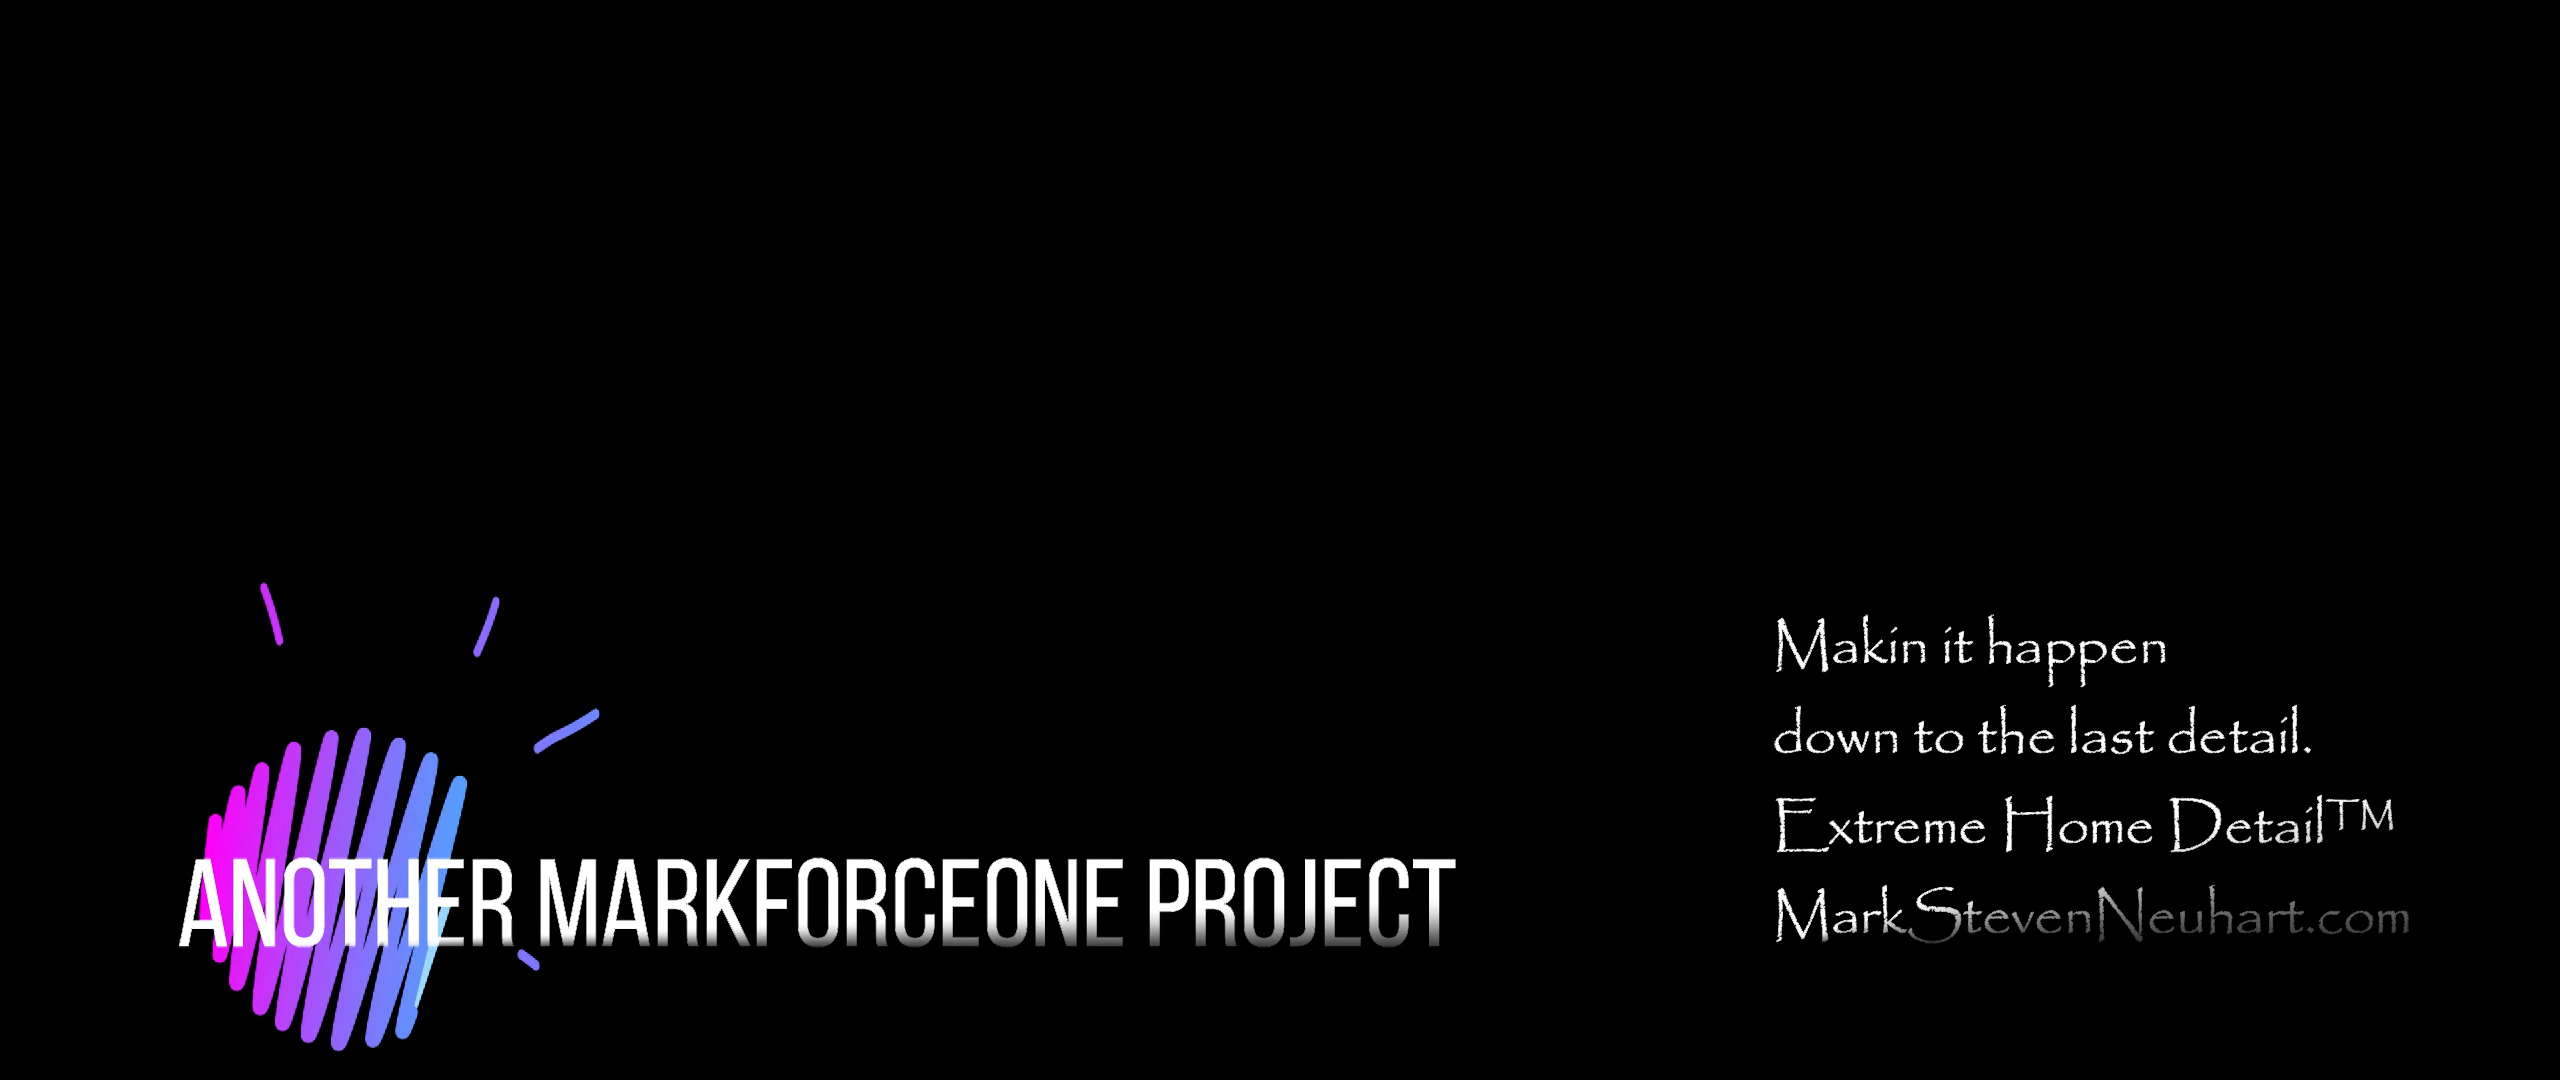 ANOTHER MARKFORCEONE PROJECT
Makin it happen
down to the last detail.
Extreme Home Detail™
MarkStevenNeuhart.com